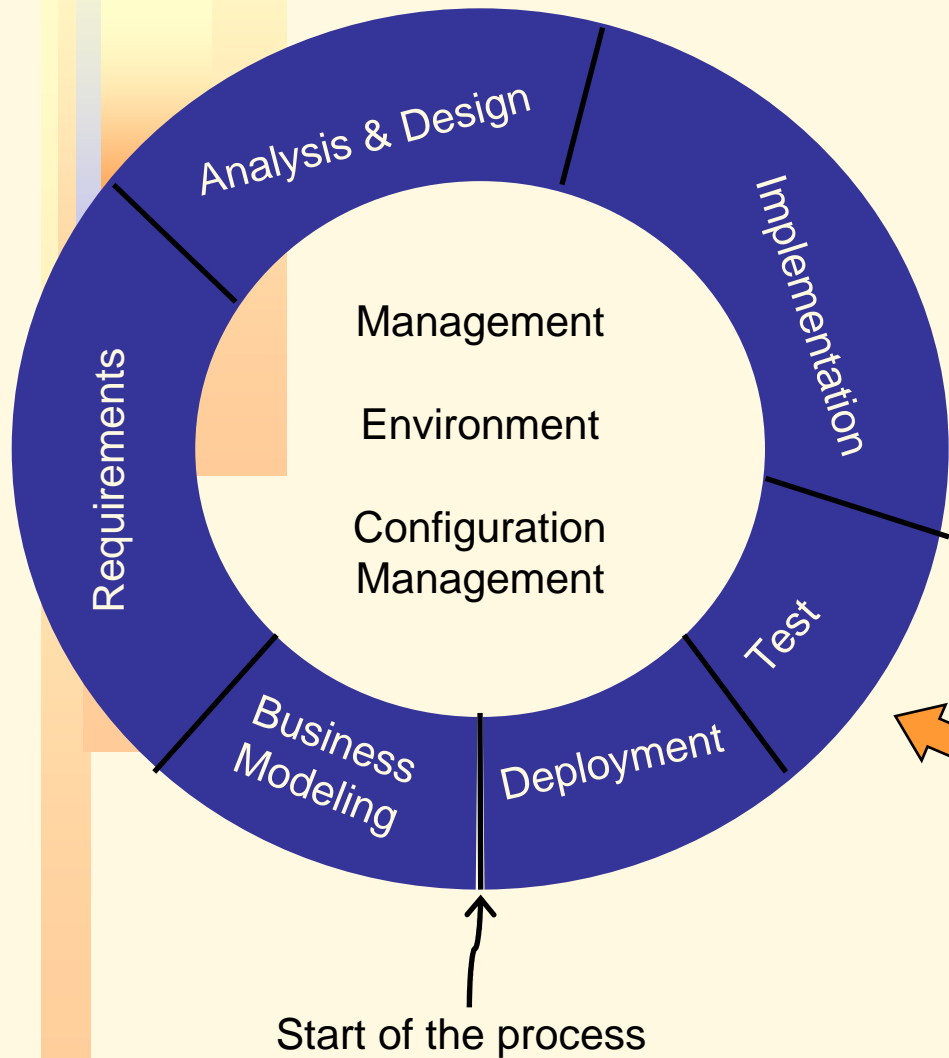 Analysis & Design
Implementation
Management
Environment
Configuration
Management
Requirements
Test
Business
Modeling
Deployment
Start of the process